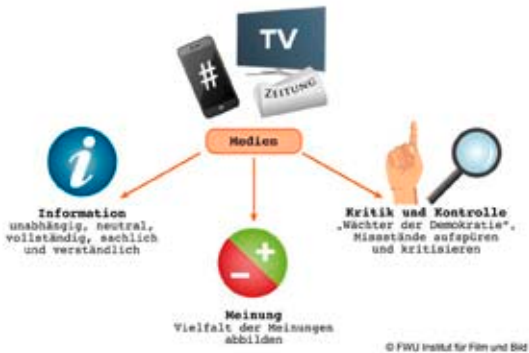 #
TV
ZEITUNG
Medien
i
Information
unabhängig, neutral,
vollständig, sachlich
und verständlich
Kritik und Kontrolle
„Wächter der Demokratie“,
Missstände aufspüren
und kritisieren
− +
Meinung
Vielfalt der Meinungen
abbilden
© FWU Institut für Film und Bild